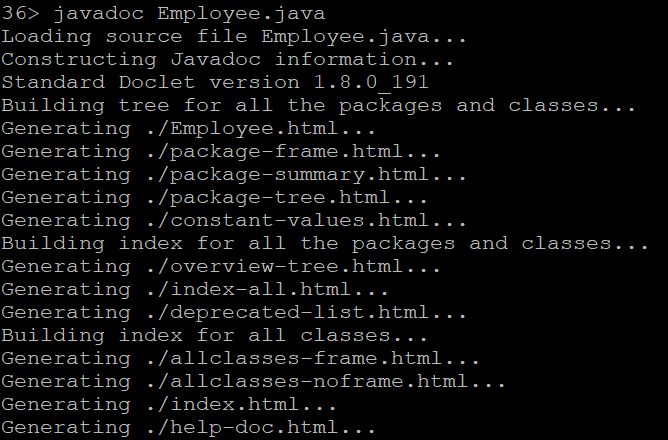 36> javadoc Employee.java
Loading source file Employee.java...
Constructing Javadoc information...
Standard Doclet version 1.8.0_191
Building tree for all the packages and classes...
Generating ./Employee.html...
Generating ./package-frame.html...
Generating ./package-summary.html...
Generating ./package-tree.html...
Generating ./constant-values.html...
Building index for all the packages and classes...
Generating ./overview-tree.html...
Generating ./index-all.html...
Generating ./deprecated-list.html...
Building index for all classes...
Generating ./allclasses-frame.html...
Generating ./allclasses-noframe.html...
Generating ./index.html...
Generating ./help-doc.html...